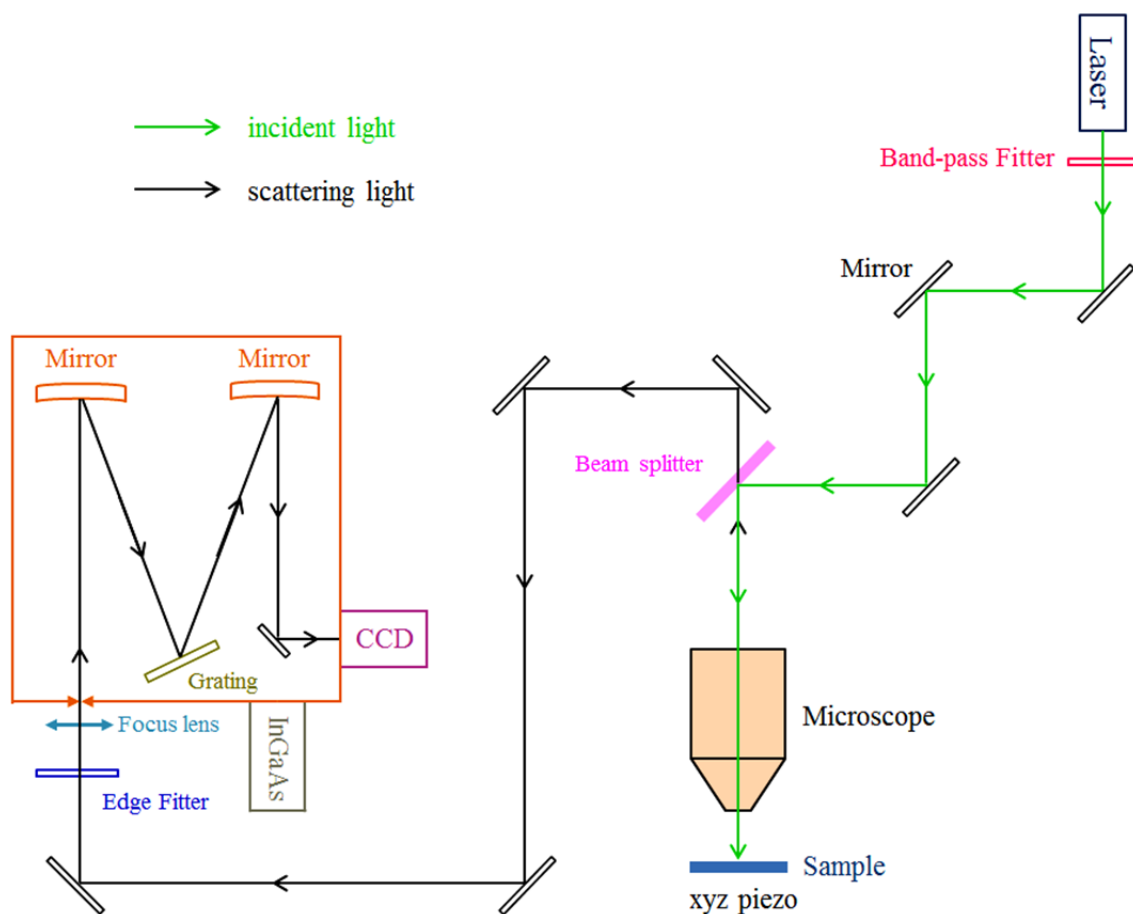 Laser
incident light
Band-pass Fitter
scattering light
Mirror
Mirror
Mirror
Beam splitter
CCD
Grating
Focus lens
InGaAs
Microscope
Edge Fitter
Sample
xyz piezo